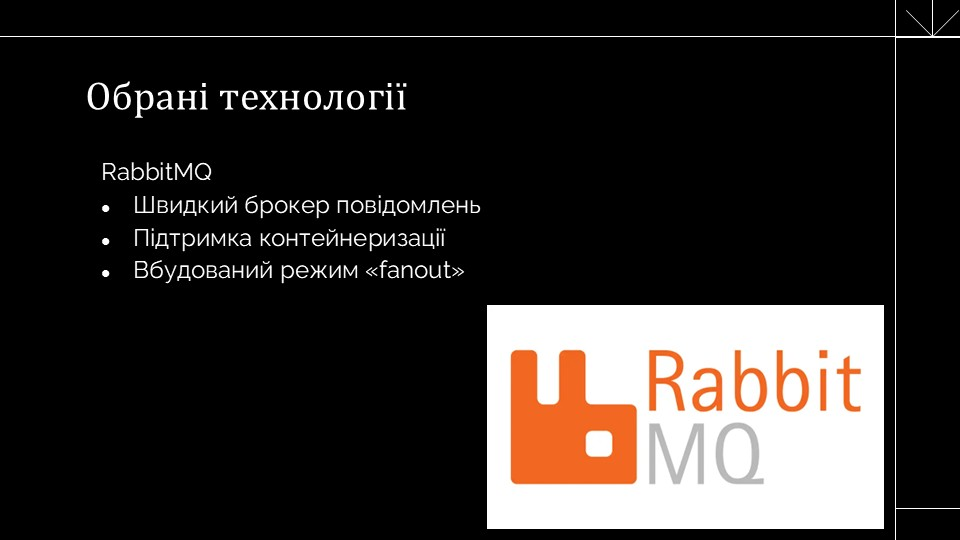 Обрані технології
RabbitMQ
● Швидкий брокер повідомлень
● Підтримка контейнеризації
● Вбудований режим «fanout»
Rabbit
MQ